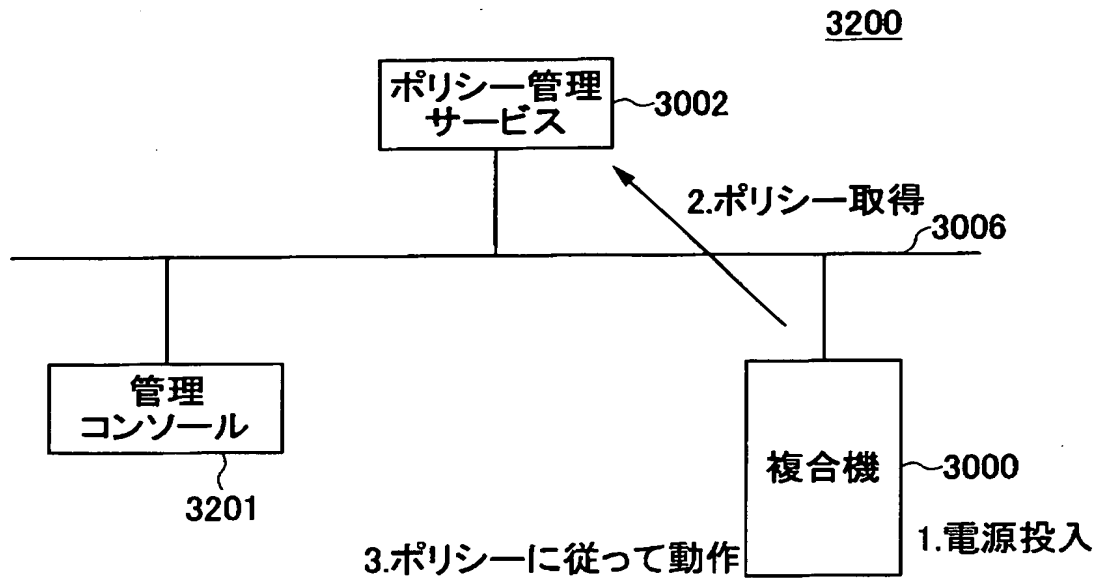 3200
ポリシー管理
サービス
3002
2.ポリシー取得
3006
管理
コンソール
3201
複合機
3000
1.電源投入
3.ポリシーに従って動作